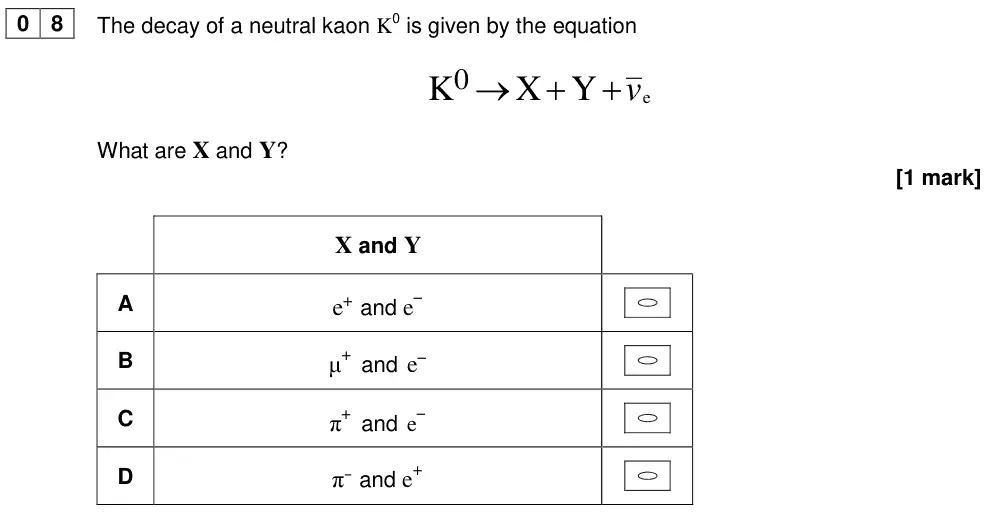 0 8 The decay of a neutral kaon K⁰ is given by the equation
K⁰ → X + Y + ν̅ₑ
What are X and Y?
[1 mark]
X and Y
A e⁺ and e⁻
B μ⁺ and e⁻
C π⁺ and e⁻
D π⁻ and e⁺